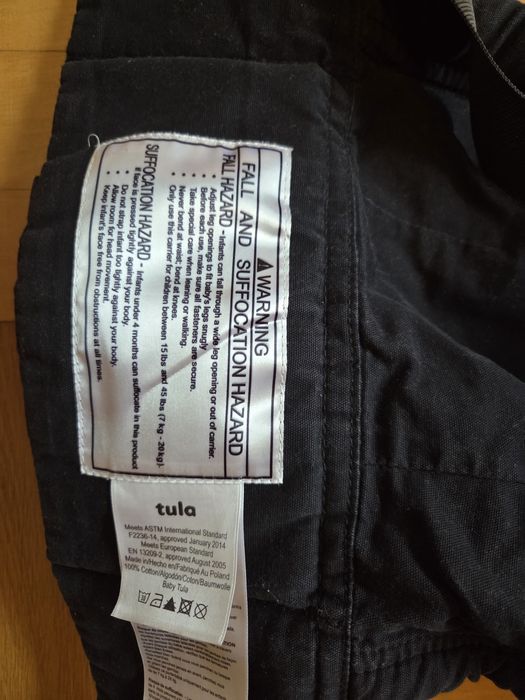 ⚠WARNING
FALL AND SUFFOCATION HAZARD
FALL HAZARD - Infants can fall through a wide leg opening or out of carrier.
• Adjust leg openings to fit baby's legs snugly
• Before each use, make sure all fasteners are secure.
• Take special care when leaning or walking.
• Never bend at waist; bend at knees.
• Only use this carrier for children between 15 lbs and 45 lbs (7 kg - 20kg).
SUFFOCATION HAZARD - Infants under 4 months can suffocate in this product
if face is pressed tightly against your body.
• Do not strap infant too tightly against your body.
• Allow room for head movement.
• Keep infant's face free from obstructions at all times.
tula
Meets ASTM International Standard
F2236-14, approved January 2014
Meets European Standard
EN 13209-2, approved August 2005
Made in/Hecho en/Fabriqué Au Poland
100% Cotton/Algodón/Coton/Baumwolle
Baby Tula